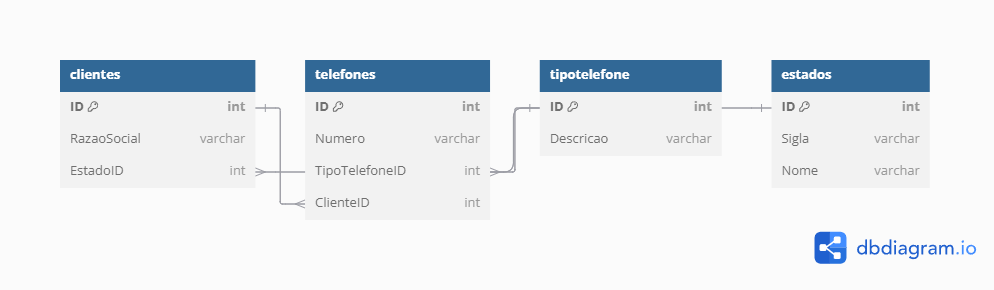 clientes
ID int
RazaoSocial varchar
EstadoID int
telefones
ID int
Numero varchar
TipoTelefoneID int
ClienteID int
tipotelefone
ID int
Descricao varchar
estados
ID int
Sigla varchar
Nome varchar
dbdiagram.io